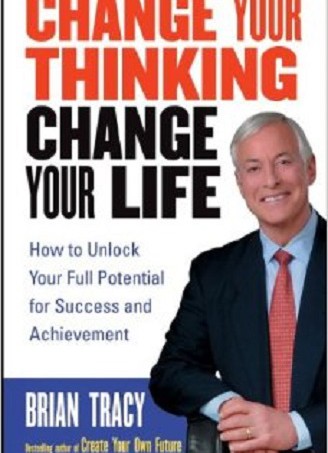 CHANGE YOUR
THINKING
CHANGE
YOUR LIFE
How to Unlock
Your Full Potential
for Success and
Achievement
BRIAN TRACY
Bestselling author of Create Your Own Future